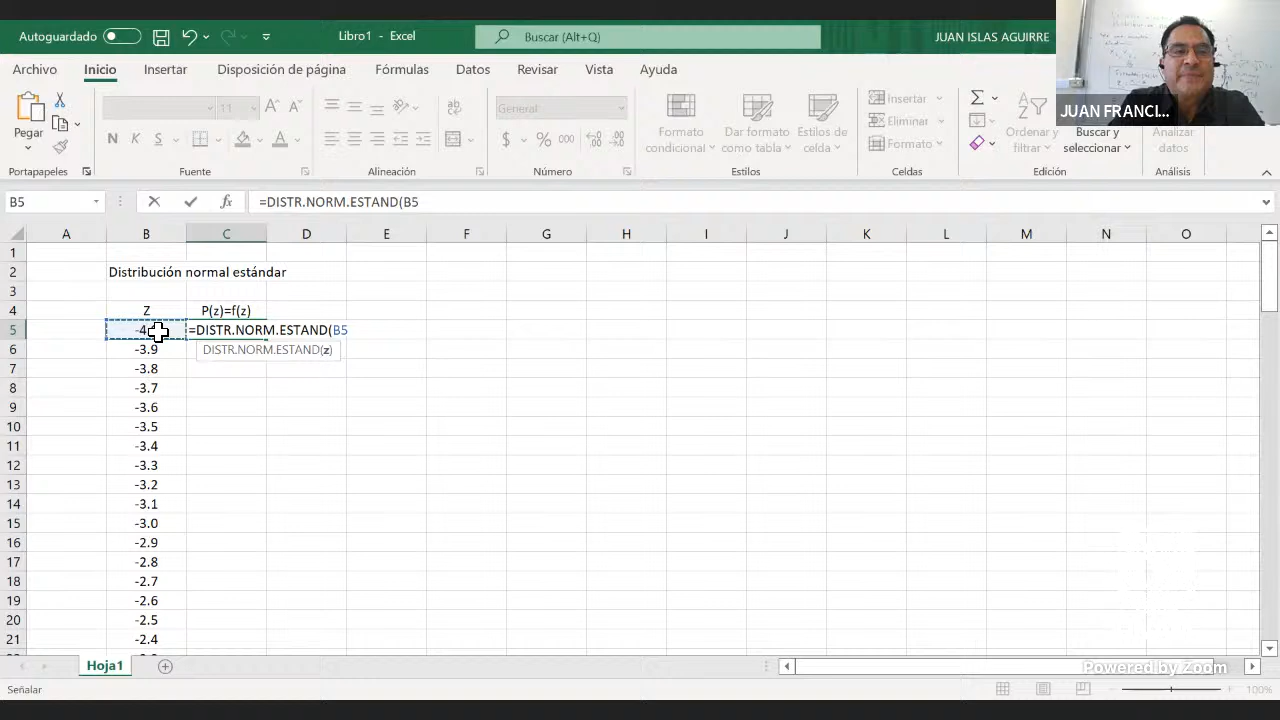 Autoguardado
Libro1 - Excel
Buscar (Alt+Q)
JUAN ISLAS AGUIRRE
JUAN FRANCI...
Archivo Inicio Insertar Disposición de página Fórmulas Datos Revisar Vista Ayuda
Pegar
11
N K S
A
General
$ % 000
Formato condicional
Dar formato como tabla
Estilos de celda
Insertar
Eliminar
Formato
Ordenar filtrar
Buscar y seleccionar
Analizar datos
Portapapeles Fuente Alineación Número Estilos Celdas Edición Análisis
B5 fx =DISTR.NORM.ESTAND(B5
A B C D E F G H I J K L M N O
1
2 Distribución normal estándar
3
4 Z P(z)=f(z)
5 -4 =DISTR.NORM.ESTAND(B5
6 -3.9 DISTR.NORM.ESTAND(z)
7 -3.8
8 -3.7
9 -3.6
10 -3.5
11 -3.4
12 -3.3
13 -3.2
14 -3.1
15 -3.0
16 -2.9
17 -2.8
18 -2.7
19 -2.6
20 -2.5
21 -2.4
Hoja1
Powered by Zoom
Señalar
100%